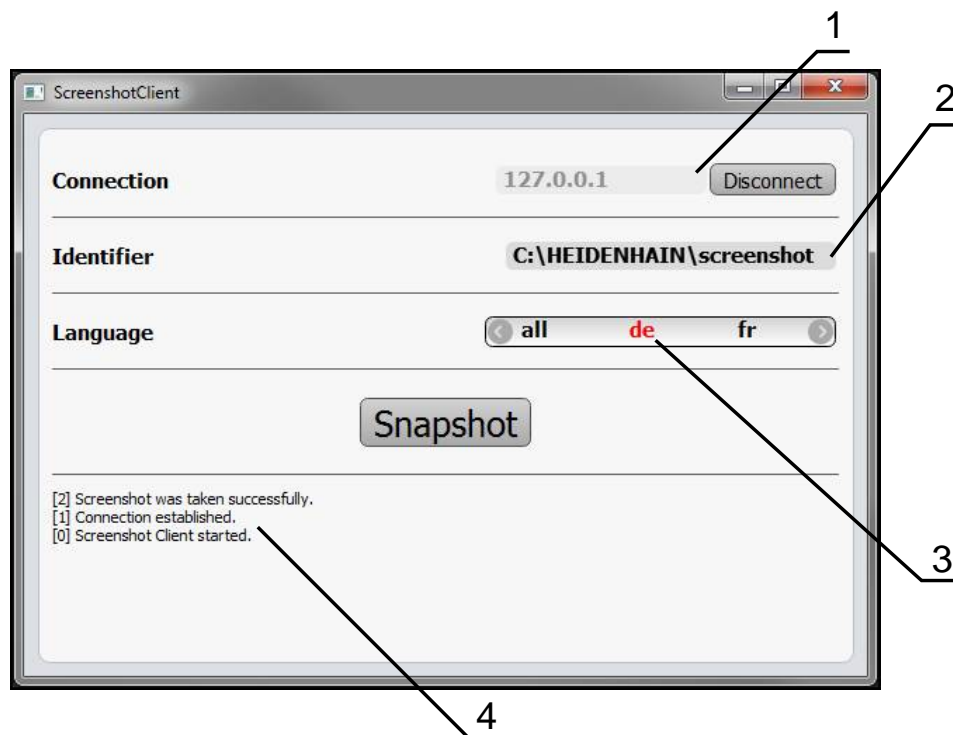 1
ScreenshotClient
2
Connection 127.0.0.1 Disconnect
Identifier C:\HEIDENHAIN\screenshot
Language all de fr
Snapshot
[2] Screenshot was taken successfully.
[1] Connection established.
[0] Screenshot Client started.
3
4